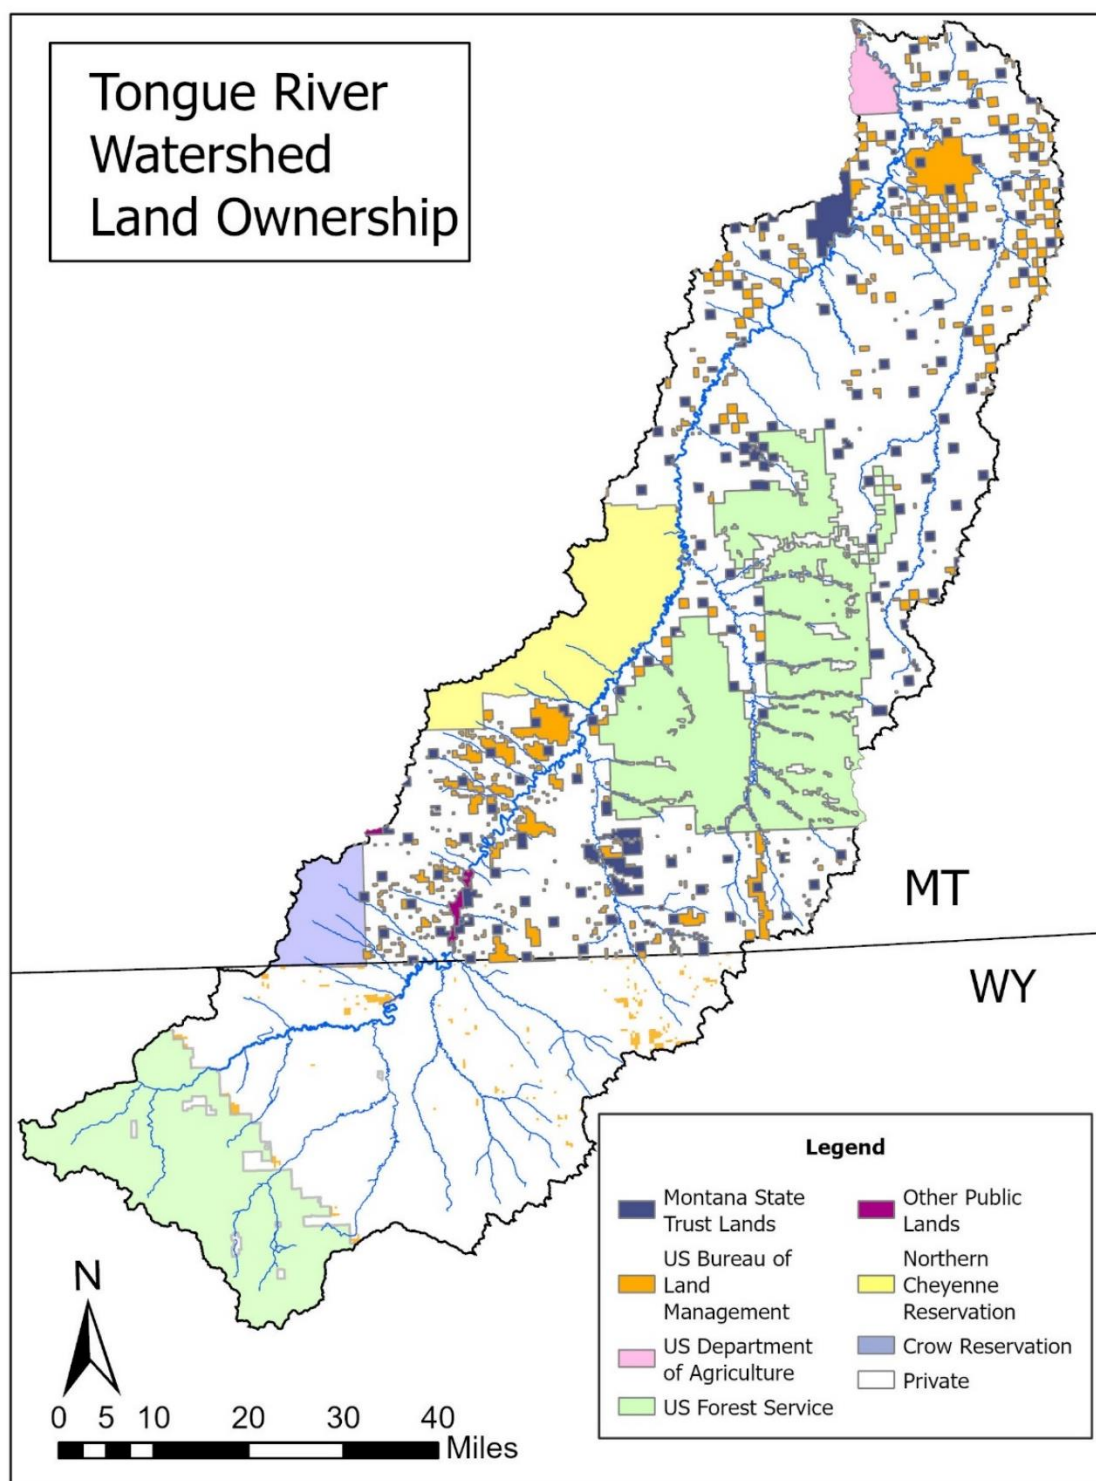 Tongue River
Watershed
Land Ownership
MT
WY
Legend
Montana State
Trust Lands
US Bureau of
Land
Management
US Department
of Agriculture
US Forest Service
Other Public
Lands
Northern
Cheyenne
Reservation
Crow Reservation
Private
N
0 5 10 20 30 40
Miles